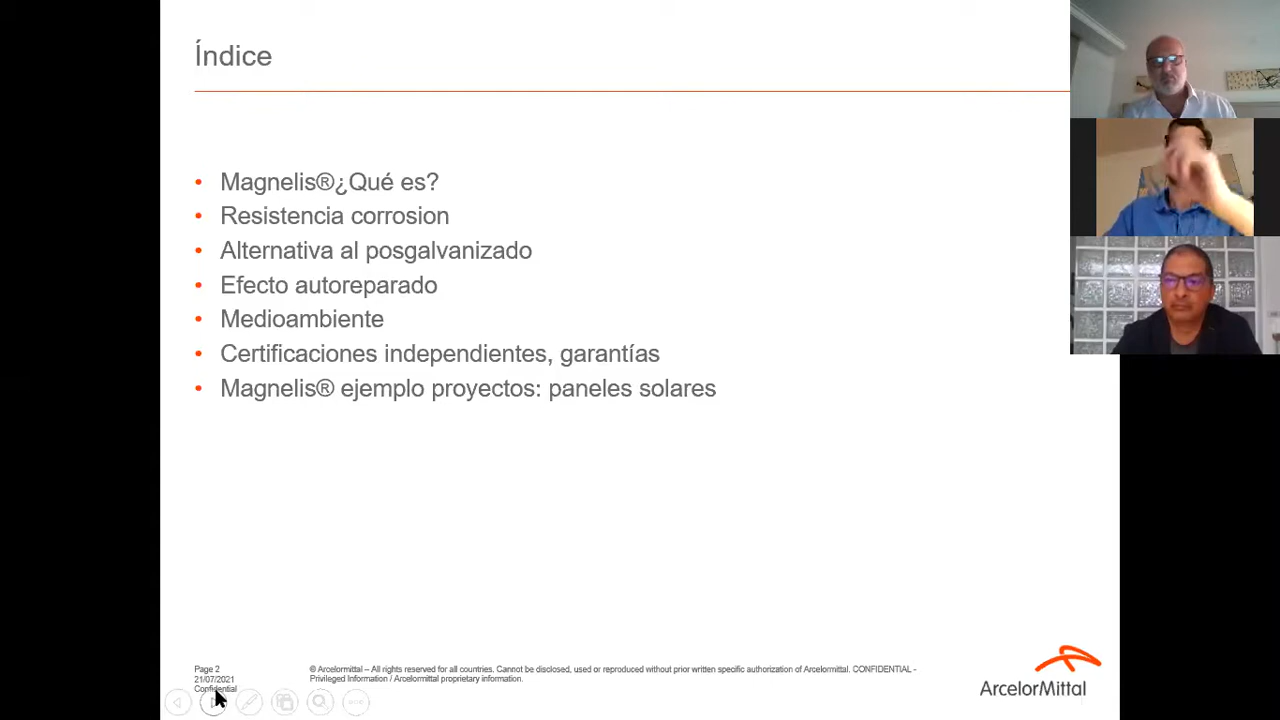 Índice
• Magnelis®¿Qué es?
• Resistencia corrosion
• Alternativa al posgalvanizado
• Efecto autoreparado
• Medioambiente
• Certificaciones independientes, garantías
• Magnelis® ejemplo proyectos: paneles solares
Page 2
21/07/2021
Confidential
© Arcelormittal – All rights reserved for all countries. Cannot be disclosed, used or reproduced without prior written specific authorization of Arcelormittal. CONFIDENTIAL -
Privileged Information / Arcelormittal proprietary information.
ArcelorMittal